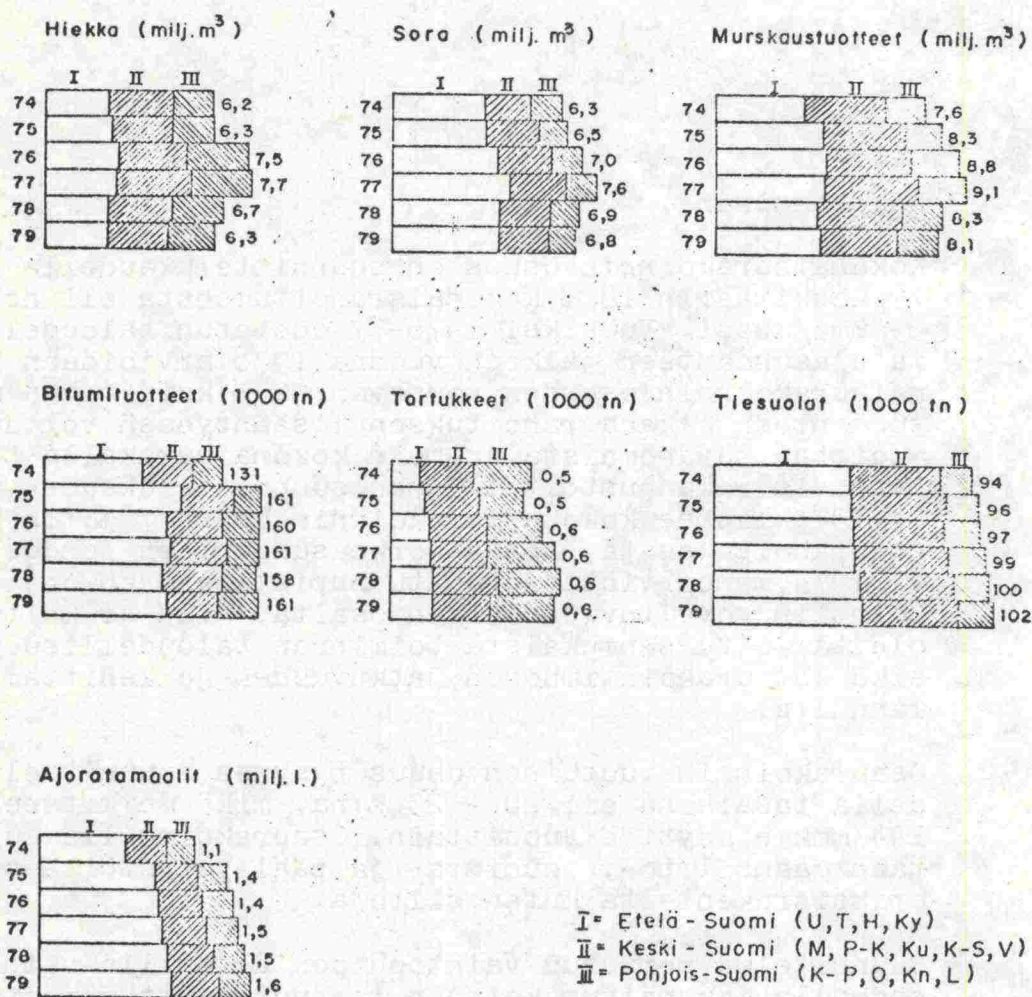 Hiekka (milj. m³)
I II III
74 6,2
75 6,3
76 7,5
77 7,7
78 6,7
79 6,3
Sora (milj. m³)
I II III
74 6,3
75 6,5
76 7,0
77 7,6
78 6,9
79 6,8
Murskaustuotteet (milj. m³)
I II III
74 7,6
75 8,3
76 8,8
77 9,1
78 8,3
79 8,1
Bitumituotteet (1000 tn)
I II III
74 131
75 161
76 160
77 161
78 158
79 161
Tartukkeet (1000 tn)
I II III
74 0,5
75 0,5
76 0,6
77 0,6
78 0,6
79 0,6
Tiesuolat (1000 tn)
I II III
74 94
75 96
76 97
77 99
78 100
79 102
Ajoratamaalit (milj. l.)
I II III
74 1,1
75 1,4
76 1,4
77 1,5
78 1,5
79 1,6
I = Etelä-Suomi (U, T, H, Ky)
II = Keski-Suomi (M, P-K, Ku, K-S, V)
III = Pohjois-Suomi (K-P, O, Kn, L)